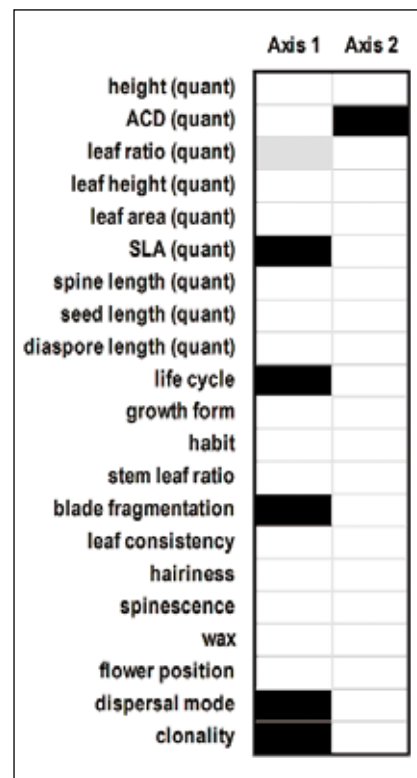 Axis 1 Axis 2
height (quant)
ACD (quant)
leaf ratio (quant)
leaf height (quant)
leaf area (quant)
SLA (quant)
spine length (quant)
seed length (quant)
diaspore length (quant)
life cycle
growth form
habit
stem leaf ratio
blade fragmentation
leaf consistency
hairiness
spinescence
wax
flower position
dispersal mode
clonality